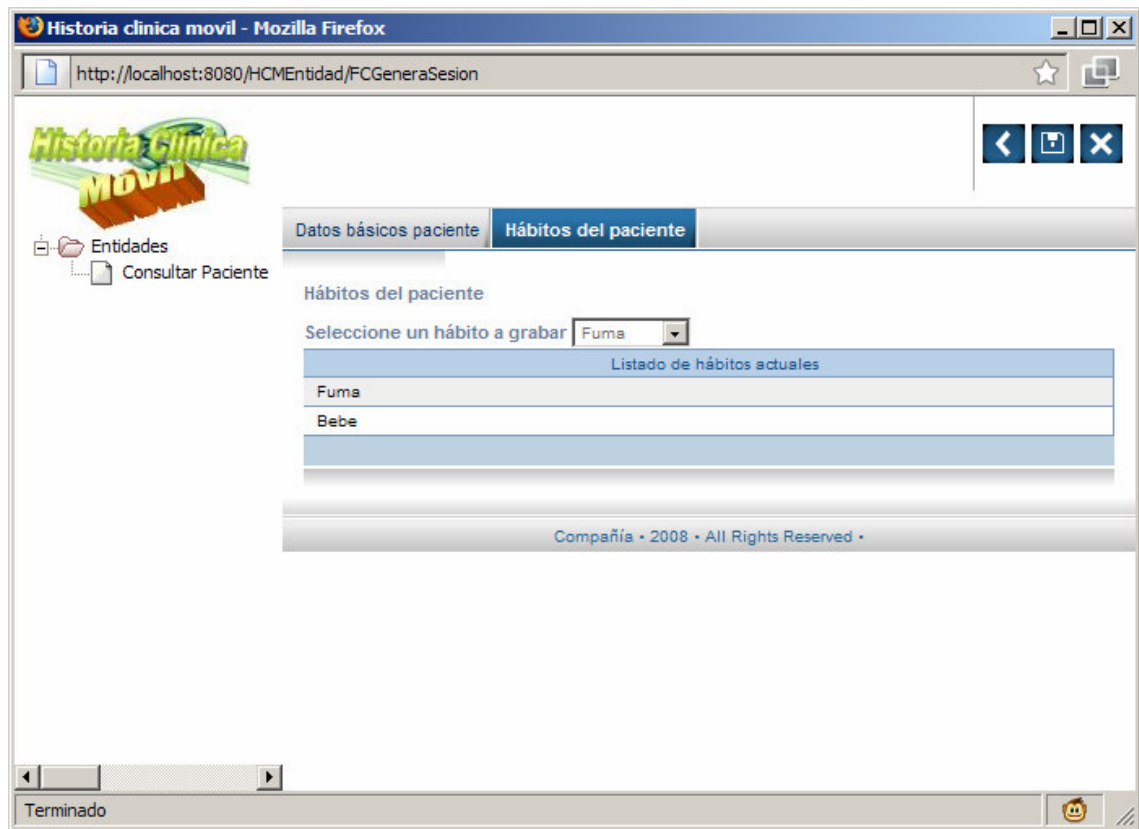 Historia clinica movil - Mozilla Firefox
http://localhost:8080/HCMEntidad/FCGeneraSesion
Historia Clinica
Movil
Entidades
Consultar Paciente
Datos básicos paciente Hábitos del paciente
Hábitos del paciente
Seleccione un hábito a grabar Fuma
Listado de hábitos actuales
Fuma
Bebe
Compañía • 2008 • All Rights Reserved •
Terminado